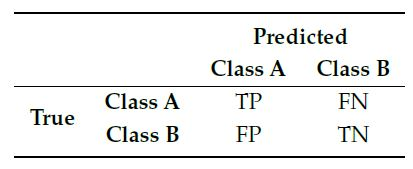 Predicted
Class A Class B
True Class A TP FN
Class B FP TN